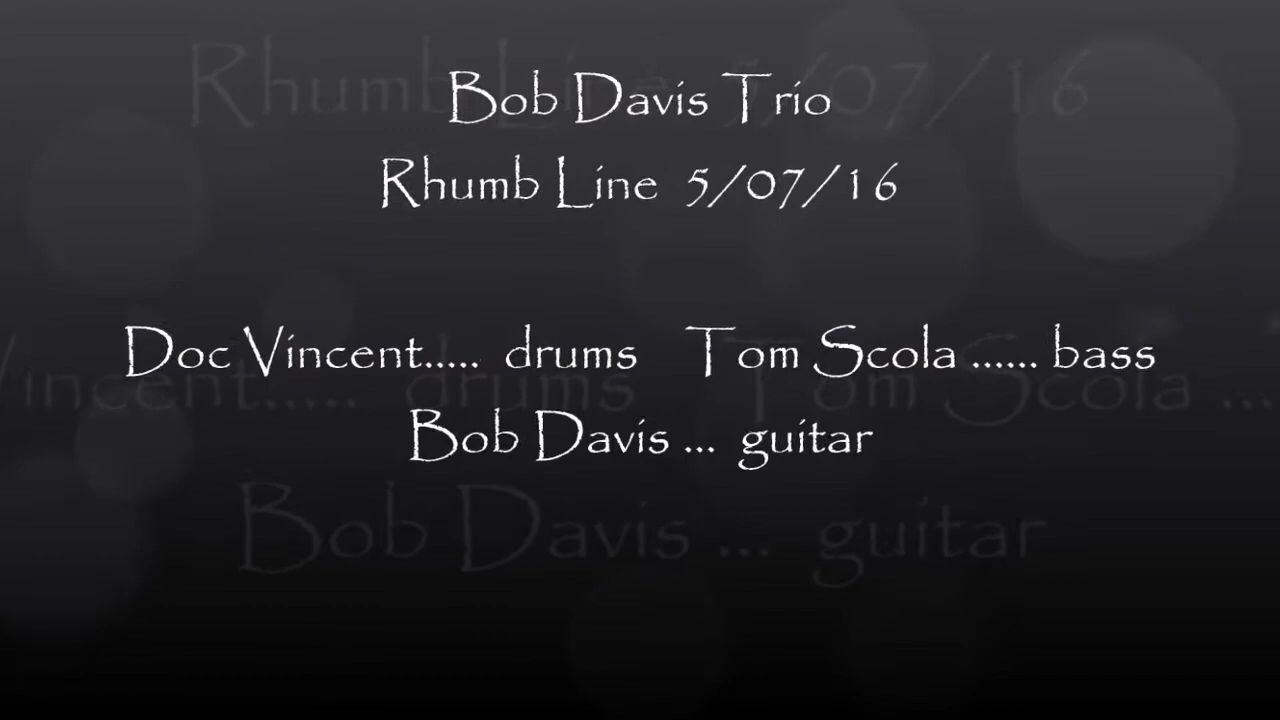 Bob Davis Trio
Rhumb Line 5/07/16
Doc Vincent..... drums Tom Scola ...... bass
Bob Davis ... guitar